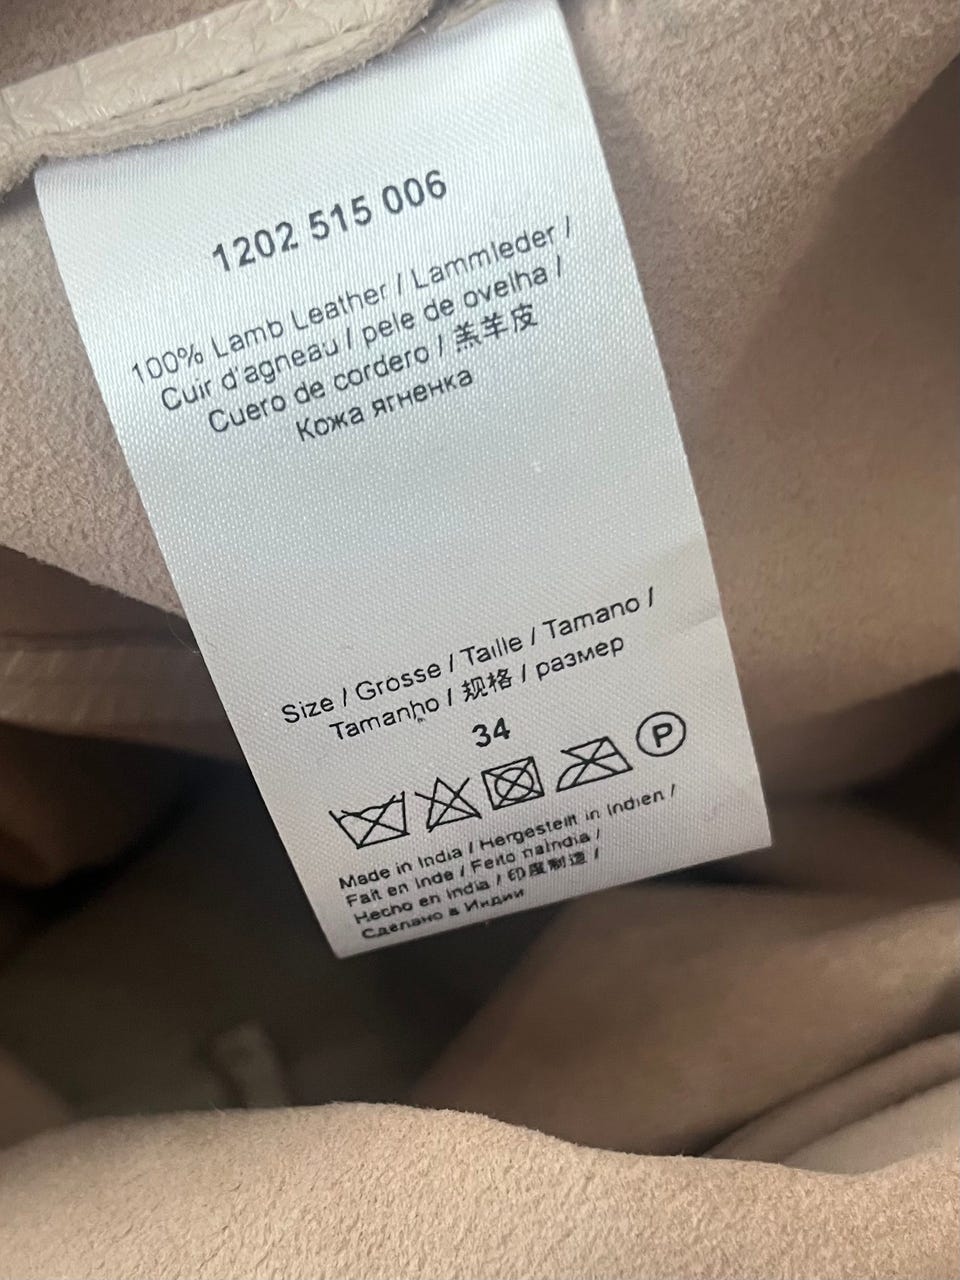 1202 515 006
100% Lamb Leather / Lammleder /
Cuir d'agneau / pele de ovelha /
Cuero de cordero / 羔羊皮
Кожа ягненка
Size / Grosse / Taille / Tamano /
Tamanho / 规格 / размер
34
P
Made in India / Hergestellt in Indien /
Fait en Inde / Feito naIndia /
Hecho en India / 印度制造 /
Сделано в Индии